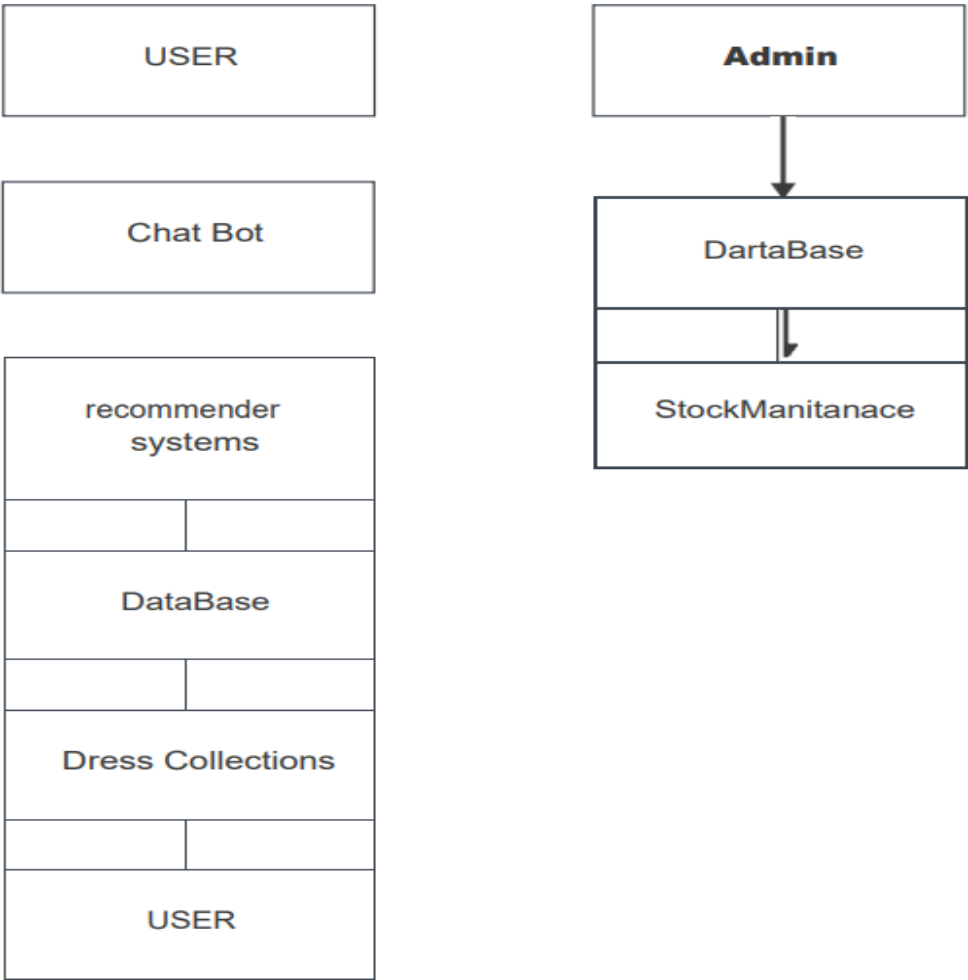 USER
Chat Bot
recommender
systems
DataBase
Dress Collections
USER
Admin
DartaBase
StockManitanace